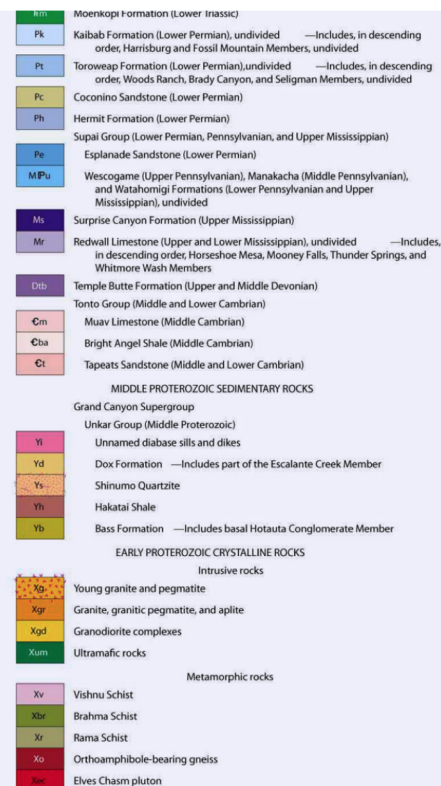 Ћm Moenkopi Formation (Lower Triassic)
Pk Kaibab Formation (Lower Permian), undivided —Includes, in descending
order, Harrisburg and Fossil Mountain Members, undivided
Pt Toroweap Formation (Lower Permian),undivided —Includes, in descending
order, Woods Ranch, Brady Canyon, and Seligman Members, undivided
Pc Coconino Sandstone (Lower Permian)
Ph Hermit Formation (Lower Permian)
Supai Group (Lower Permian, Pennsylvanian, and Upper Mississippian)
Pe Esplanade Sandstone (Lower Permian)
MPu Wescogame (Upper Pennsylvanian), Manakacha (Middle Pennsylvanian),
and Watahomigi Formations (Lower Pennsylvanian and Upper
Mississippian), undivided
Ms Surprise Canyon Formation (Upper Mississippian)
Mr Redwall Limestone (Upper and Lower Mississippian), undivided —Includes,
in descending order, Horseshoe Mesa, Mooney Falls, Thunder Springs, and
Whitmore Wash Members
Dtb Temple Butte Formation (Upper and Middle Devonian)
Tonto Group (Middle and Lower Cambrian)
Єm Muav Limestone (Middle Cambrian)
Єba Bright Angel Shale (Middle Cambrian)
Єt Tapeats Sandstone (Middle and Lower Cambrian)
MIDDLE PROTEROZOIC SEDIMENTARY ROCKS
Grand Canyon Supergroup
Unkar Group (Middle Proterozoic)
Yi Unnamed diabase sills and dikes
Yd Dox Formation —Includes part of the Escalante Creek Member
Ys Shinumo Quartzite
Yh Hakatai Shale
Yb Bass Formation —Includes basal Hotauta Conglomerate Member
EARLY PROTEROZOIC CRYSTALLINE ROCKS
Intrusive rocks
Xg Young granite and pegmatite
Xgr Granite, granitic pegmatite, and aplite
Xgd Granodiorite complexes
Xum Ultramafic rocks
Metamorphic rocks
Xv Vishnu Schist
Xbr Brahma Schist
Xr Rama Schist
Xo Orthoamphibole-bearing gneiss
Xec Elves Chasm pluton